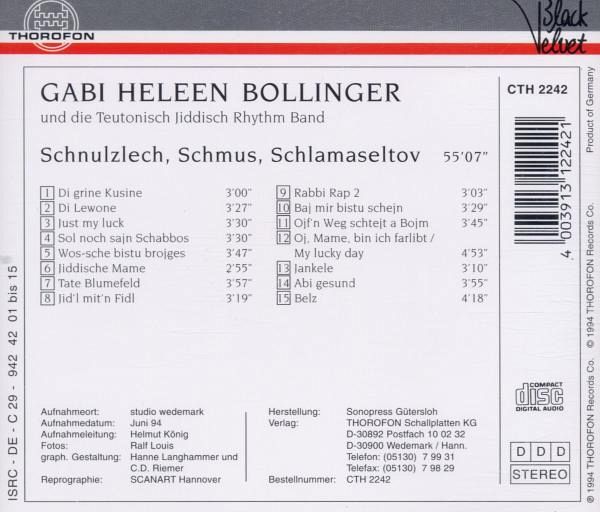 THOROFON
Black
Velvet
GABI HELEEN BOLLINGER
und die Teutonisch Jiddisch Rhythm Band
Schnulzlech, Schmus, Schlamaseltov 55'07"
CTH 2242
1 Di grine Kusine 3'00"
2 Di Lewone 3'27"
3 Just my luck 3'30"
4 Sol noch sajn Schabbos 3'30"
5 Wos-sche bistu brojges 3'47"
6 Jiddische Mame 2'55"
7 Tate Blumefeld 3'57"
8 Jid'l mit'n Fidl 3'19"
9 Rabbi Rap 2 3'03"
10 Baj mir bistu schejn 3'29"
11 Ojf'n Weg schtejt a Bojm 3'45"
12 Oj, Mame, bin ich farlibt /
My lucky day 4'53"
13 Jankele 3'10"
14 Abi gesund 3'55"
15 Belz 4'18"
4 003913 122421
Product of Germany
© 1994 THOROFON Records Co.
℗ 1994 THOROFON Records Co.
ISRC - DE - C 29 - 942 42 01 bis 15
COMPACT
disc
DIGITAL AUDIO
D D D
STEREO
Aufnahmeort: studio wedemark
Aufnahmedatum: Juni 94
Aufnahmeleitung: Helmut König
Fotos: Ralf Louis
graph. Gestaltung: Hanne Langhammer und
C.D. Riemer
Reprographie: SCANART Hannover
Herstellung: Sonopress Gütersloh
Verlag: THOROFON Schallplatten KG
D-30892 Postfach 10 02 32
D-30900 Wedemark / Hann.
Telefon: (05130) 7 99 31
Telefax: (05130) 7 98 29
Bestellnummer: CTH 2242